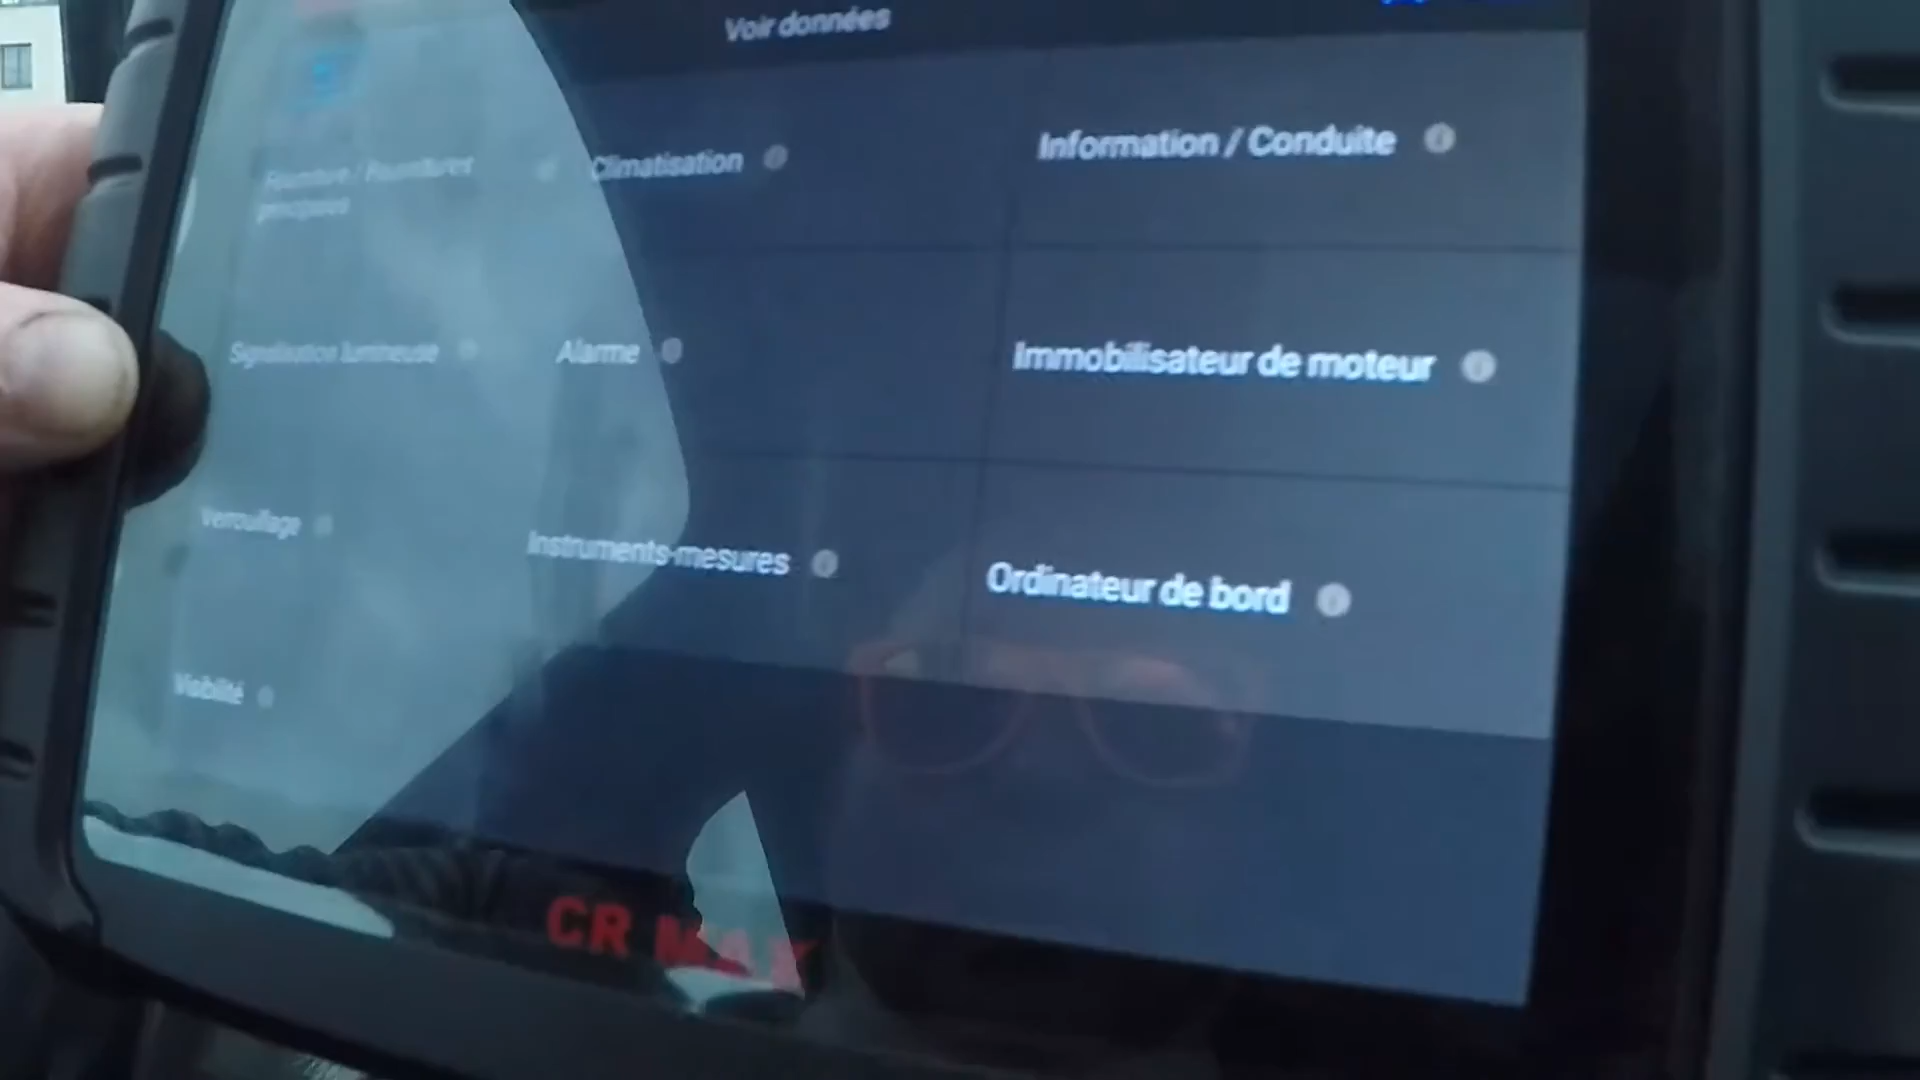 Voir données
Climatisation
Information / Conduite
Signalisation lumineuse
Alarme
Immobilisateur de moteur
Verrouillage
Instruments-mesures
Ordinateur de bord
Visibilité
CR MAX